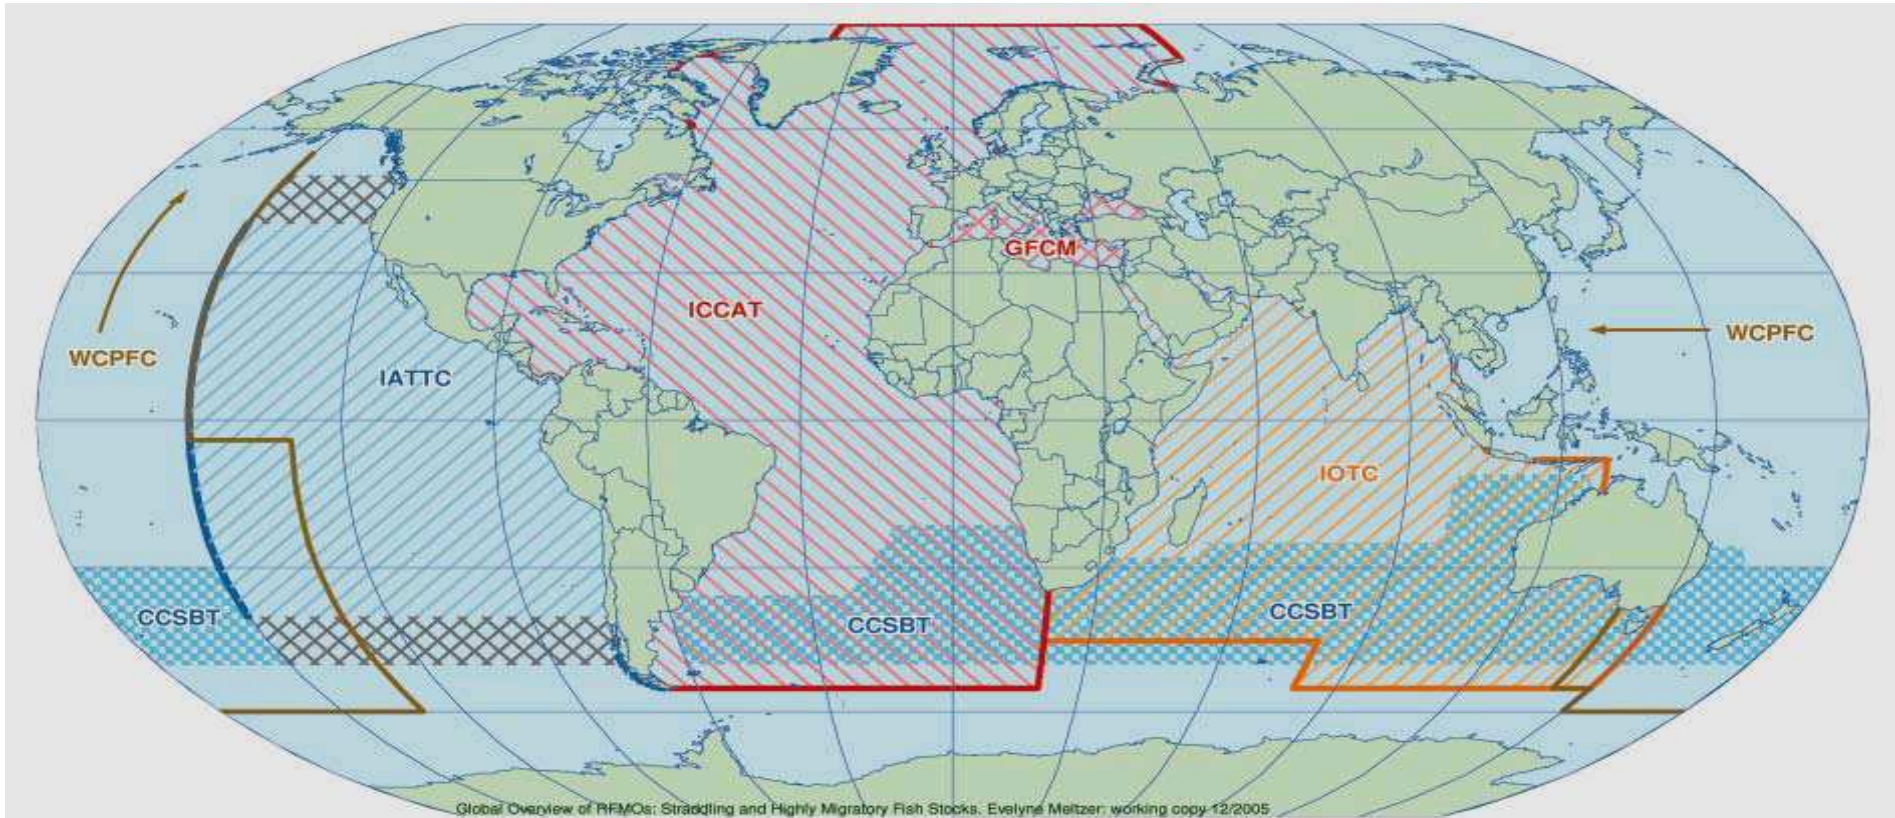 GFCM
ICCAT
WCPFC
WCPFC
IATTC
IOTC
CCSBT
CCSBT
CCSBT
Global Overview of RFMOs; Straddling and Highly Migratory Fish Stocks. Evelyne Meltzer: working copy 12/2005